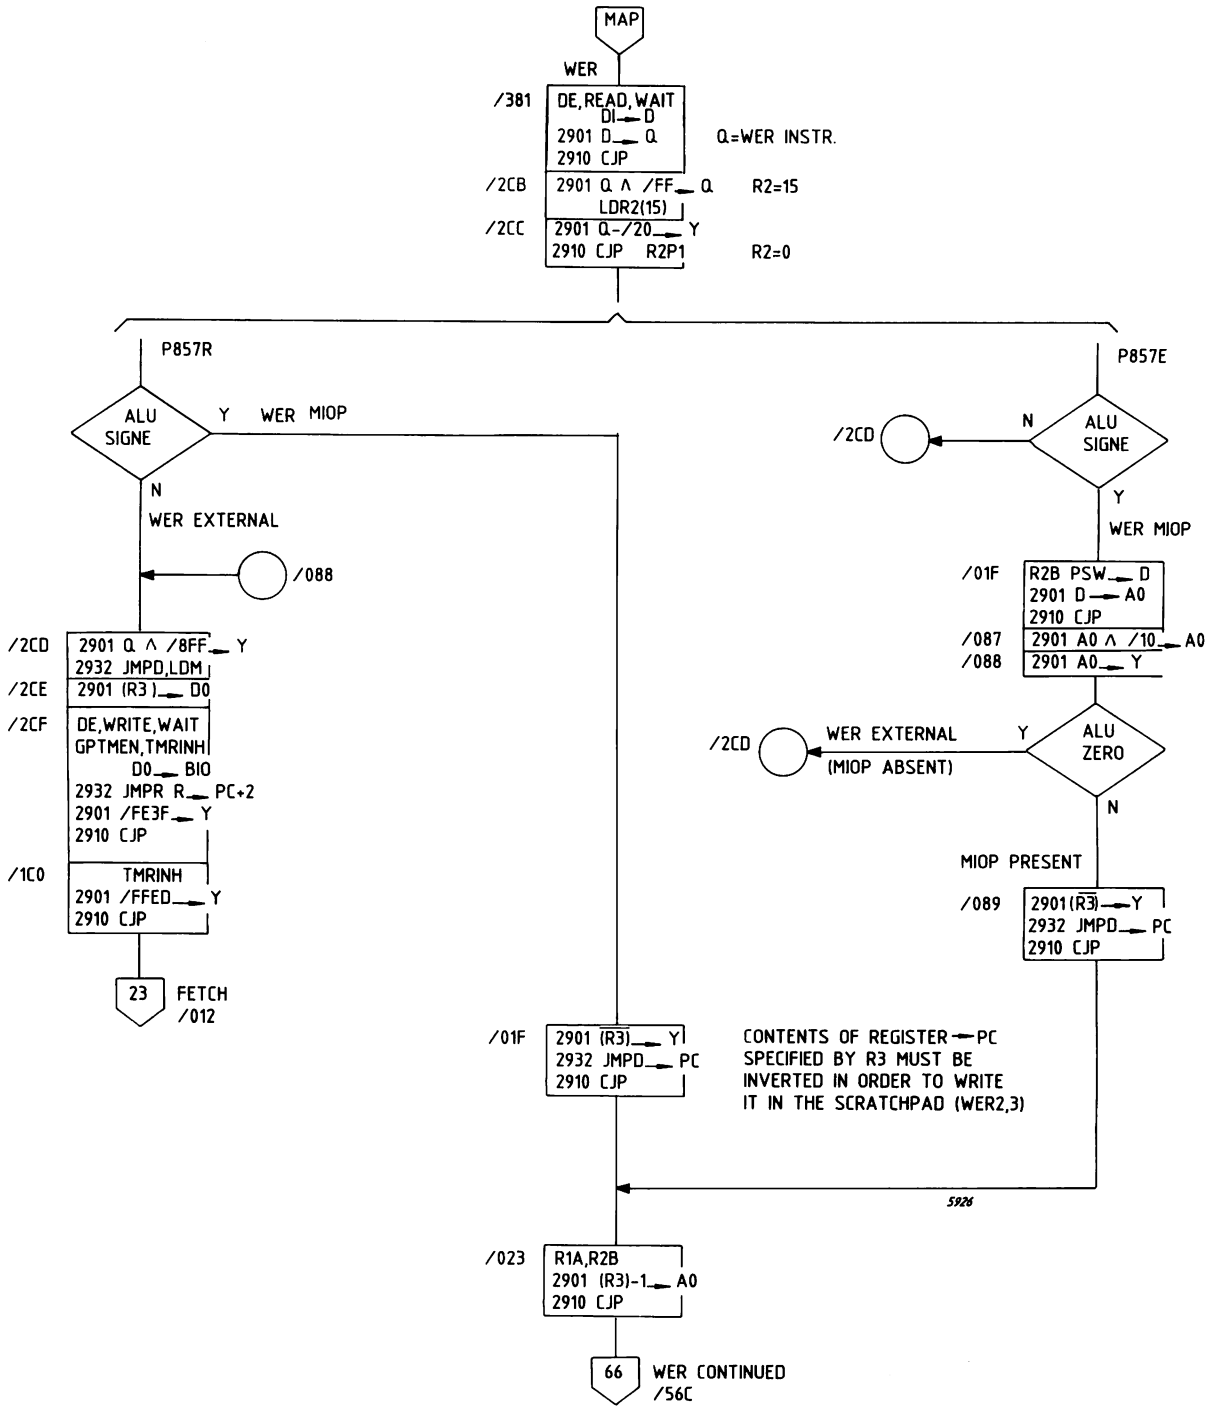 MAP
WER
/381
DE,READ,WAIT
DI→D
2901 D→Q
2910 CJP
Q=WER INSTR.
/2CB
2901 Q ∧ /FF→Q
LDR2(15)
R2=15
/2CC
2901 Q-/20→Y
2910 CJP R2P1
R2=0
P857R
ALU
SIGNE
Y WER MIOP
N
WER EXTERNAL
/088
/2CD
2901 Q ∧ /8FF→Y
2932 JMPD,LDM
/2CE
2901 (R3)→D0
/2CF
DE,WRITE,WAIT
GPTMEN,TMRINH
D0→BIO
2932 JMPR R→PC+2
2901 /FE3F→Y
2910 CJP
/1C0
TMRINH
2901 /FFED→Y
2910 CJP
23
FETCH
/012
P857E
ALU
SIGNE
N
/2CD
Y
WER MIOP
/01F
R2B PSW→D
2901 D→A0
2910 CJP
/087
2901 A0 ∧ /10→A0
/088
2901 A0→Y
ALU
ZERO
Y
WER EXTERNAL
(MIOP ABSENT)
/2CD
N
MIOP PRESENT
/089
2901(R̅3̅)→Y
2932 JMPD→PC
2910 CJP
/01F
2901 (̅R̅3̅)̅→Y
2932 JMPD→PC
2910 CJP
CONTENTS OF REGISTER→PC
SPECIFIED BY R3 MUST BE
INVERTED IN ORDER TO WRITE
IT IN THE SCRATCHPAD (WER2,3)
5926
/023
R1A,R2B
2901 (R3)-1→A0
2910 CJP
66
WER CONTINUED
/56C